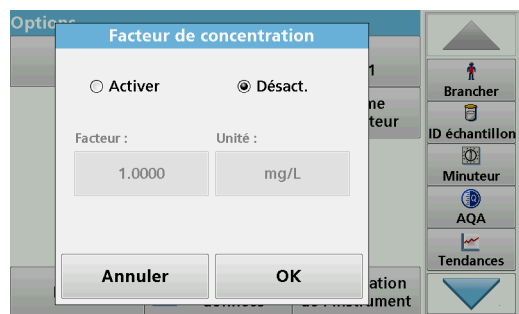 Options
Facteur de concentration
Activer
Désact.
Facteur :
Unité :
1.0000
mg/L
Annuler
OK
Brancher
ID échantillon
Minuteur
AQA
Tendances